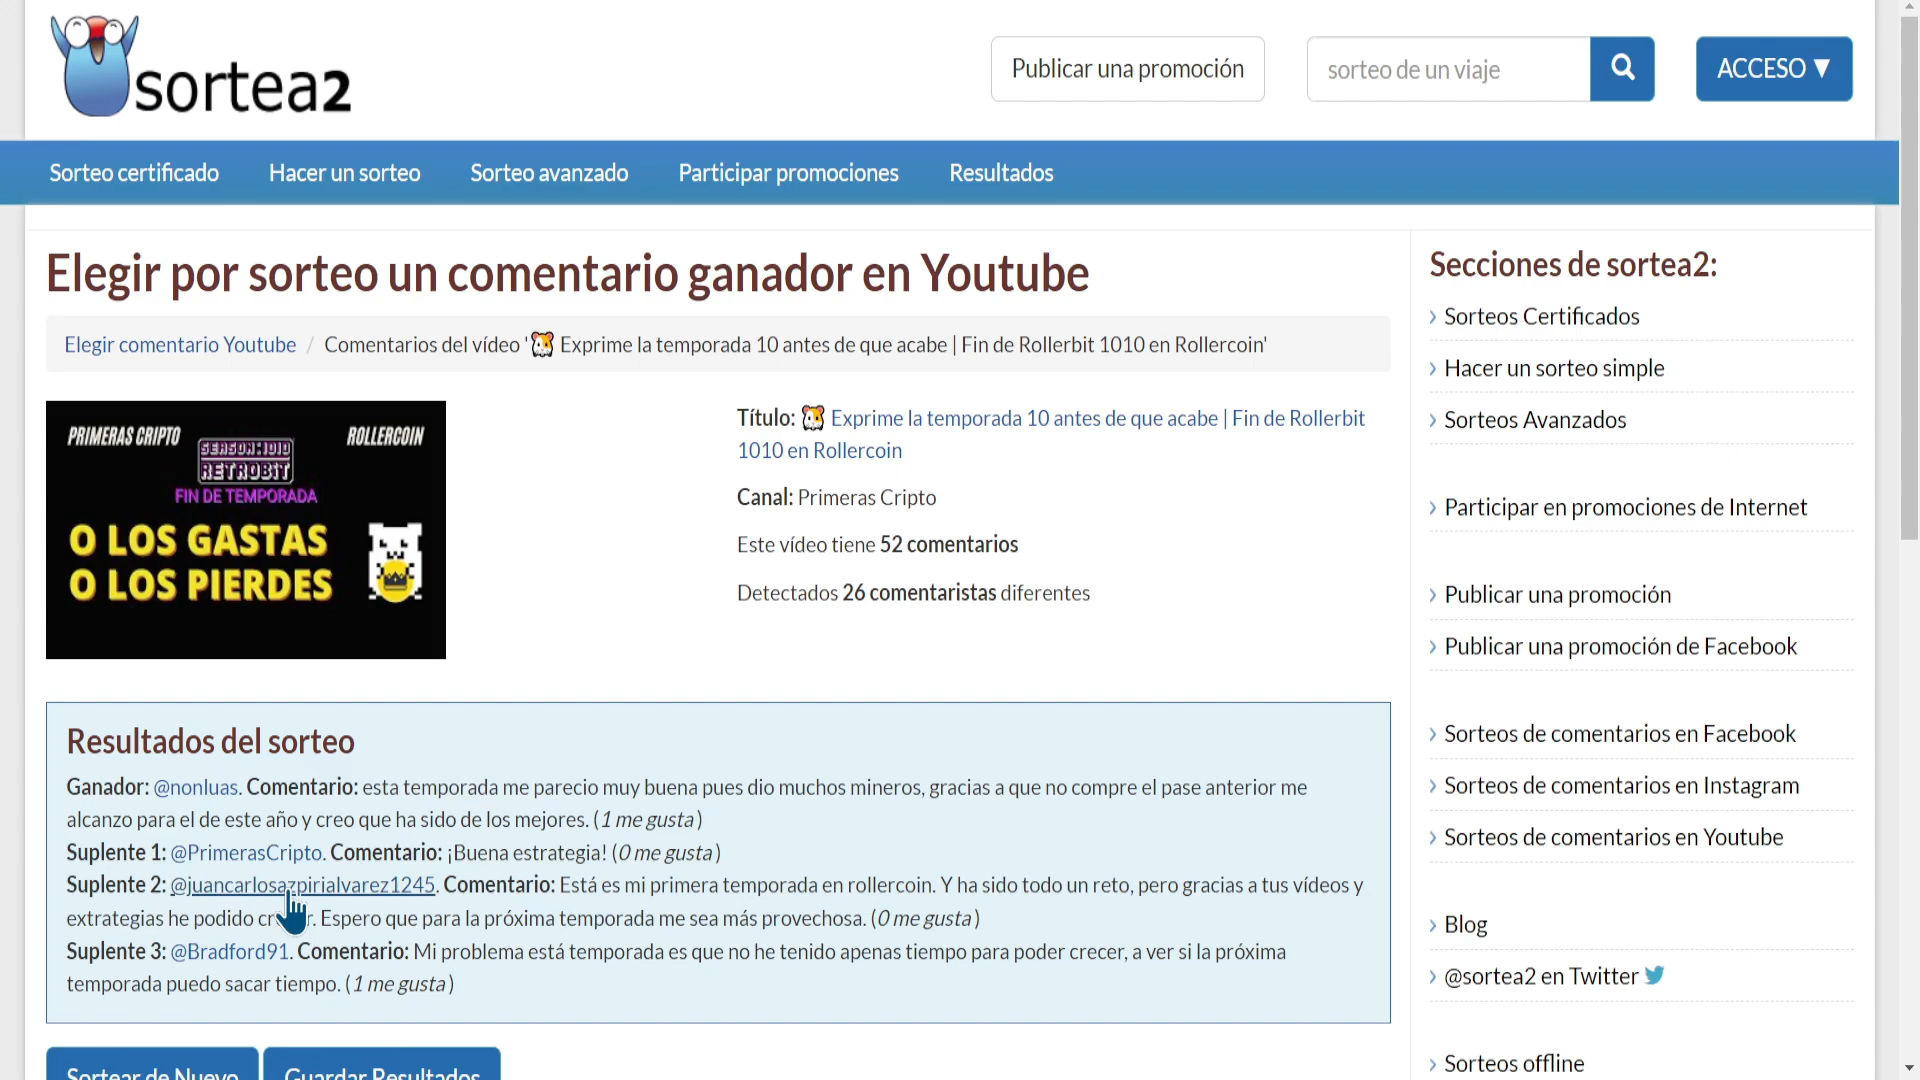 sortea2
Publicar una promoción
sorteo de un viaje
ACCESO ▼
Sorteo certificado
Hacer un sorteo
Sorteo avanzado
Participar promociones
Resultados
Elegir por sorteo un comentario ganador en Youtube
Elegir comentario Youtube / Comentarios del vídeo '🐹 Exprime la temporada 10 antes de que acabe | Fin de Rollerbit 1010 en Rollercoin'
PRIMERAS CRIPTO
ROLLERCOIN
SEASON:1010
RETROBIT
FIN DE TEMPORADA
O LOS GASTAS
O LOS PIERDES
Título: 🐹 Exprime la temporada 10 antes de que acabe | Fin de Rollerbit
1010 en Rollercoin
Canal: Primeras Cripto
Este vídeo tiene 52 comentarios
Detectados 26 comentaristas diferentes
Resultados del sorteo
Ganador: @nonluas. Comentario: esta temporada me parecio muy buena pues dio muchos mineros, gracias a que no compre el pase anterior me
alcanzo para el de este año y creo que ha sido de los mejores. (1 me gusta)
Suplente 1: @PrimerasCripto. Comentario: ¡Buena estrategia! (0 me gusta)
Suplente 2: @juancarlosazpirialvarez1245. Comentario: Está es mi primera temporada en rollercoin. Y ha sido todo un reto, pero gracias a tus vídeos y
extrategias he podido . Espero que para la próxima temporada me sea más provechosa. (0 me gusta)
Suplente 3: @Bradford91. Comentario: Mi problema está temporada es que no he tenido apenas tiempo para poder crecer, a ver si la próxima
temporada puedo sacar tiempo. (1 me gusta)
Sortear de Nuevo
Guardar Resultados
Secciones de sortea2:
Sorteos Certificados
Hacer un sorteo simple
Sorteos Avanzados
Participar en promociones de Internet
Publicar una promoción
Publicar una promoción de Facebook
Sorteos de comentarios en Facebook
Sorteos de comentarios en Instagram
Sorteos de comentarios en Youtube
Blog
@sortea2 en Twitter
Sorteos offline